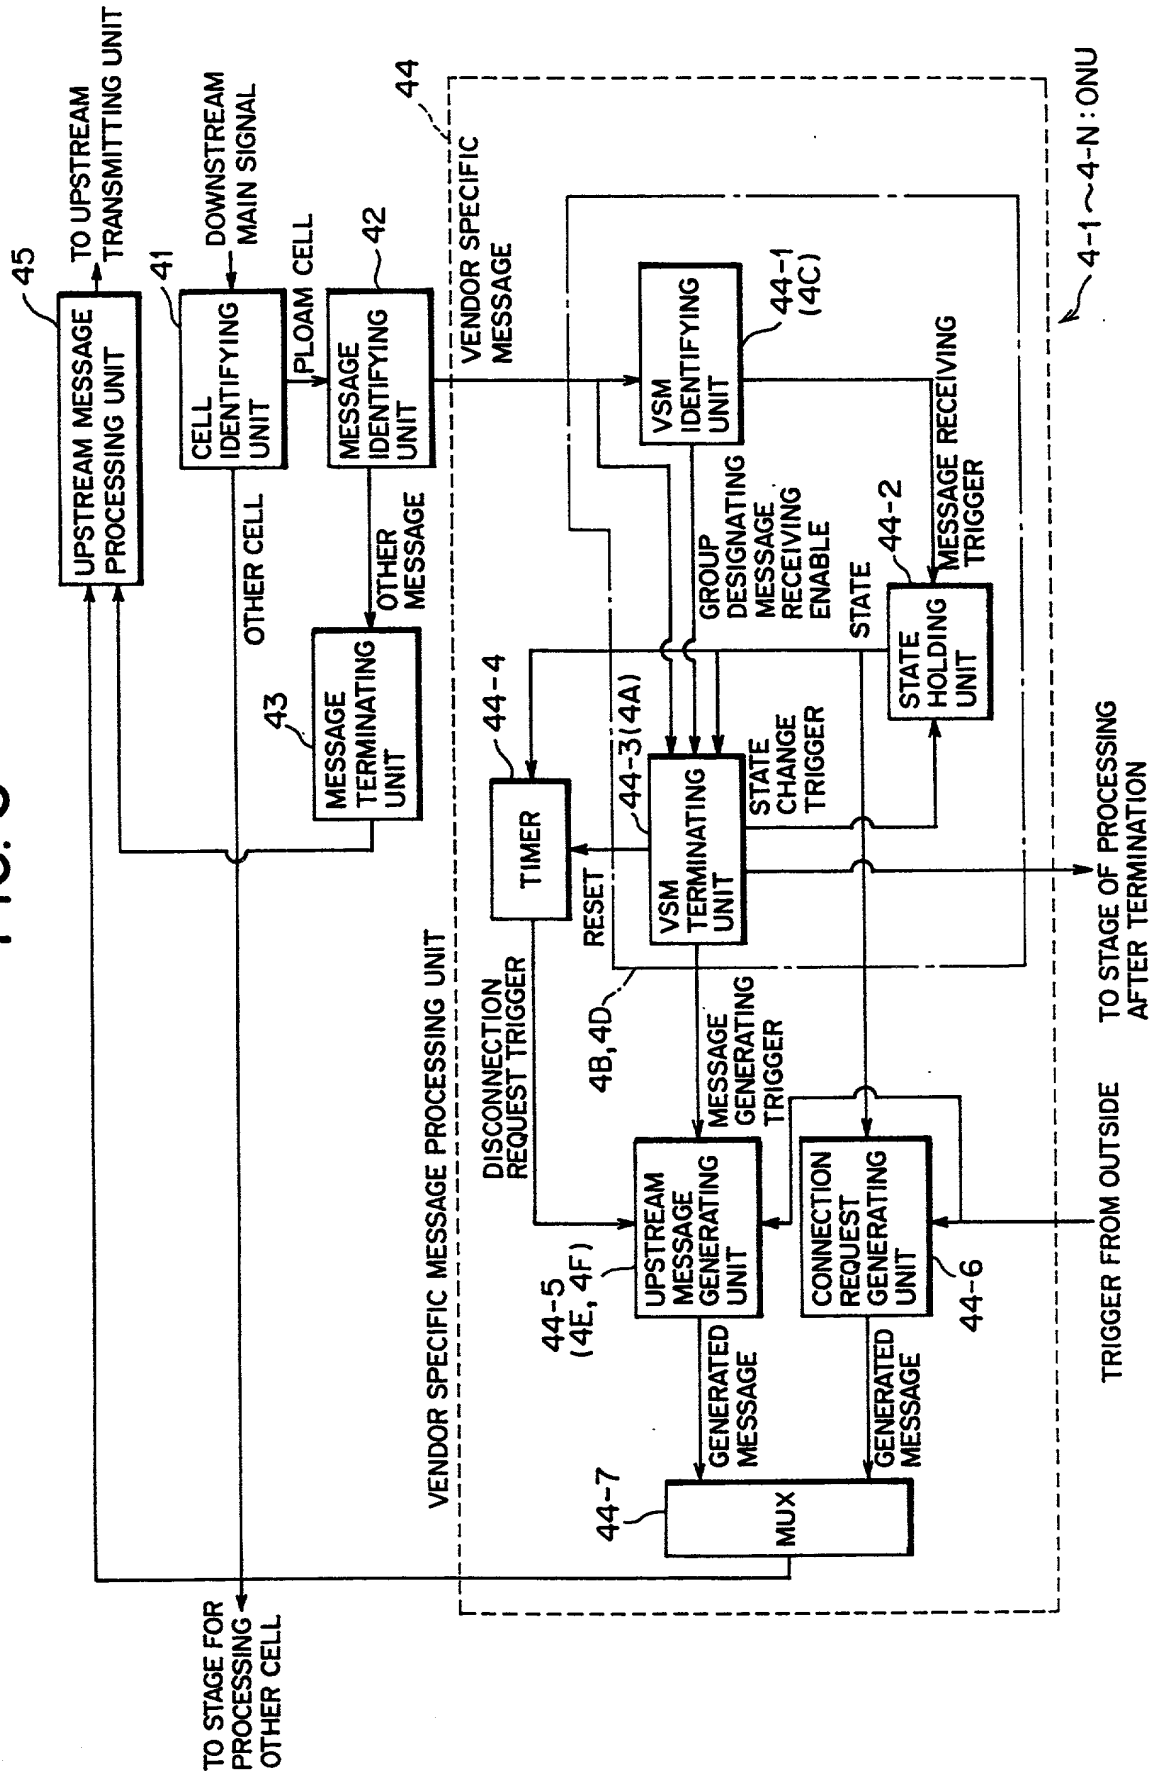 FIG.
45
UPSTREAM MESSAGE
PROCESSING UNIT
TO UPSTREAM
TRANSMITTING UNIT
41
CELL
IDENTIFYING
UNIT
DOWNSTREAM
MAIN SIGNAL
OTHER CELL
TO STAGE FOR
PROCESSING
OTHER CELL
PLOAM CELL
42
MESSAGE
IDENTIFYING
UNIT
OTHER
MESSAGE
43
MESSAGE
TERMINATING
UNIT
44
VENDOR SPECIFIC MESSAGE PROCESSING UNIT
VENDOR SPECIFIC
MESSAGE
DISCONNECTION
REQUEST TRIGGER
44-4
TIMER
RESET
44-1
(4C)
VSM
IDENTIFYING
UNIT
GROUP
DESIGNATING
MESSAGE
RECEIVING
ENABLE
44-3(4A)
VSM
TERMINATING
UNIT
4B,4D
MESSAGE
GENERATING
TRIGGER
44-5
(4E, 4F)
UPSTREAM
MESSAGE
GENERATING
UNIT
GENERATED
MESSAGE
44-7
MUX
STATE
CHANGE
TRIGGER
STATE
44-2
STATE
HOLDING
UNIT
MESSAGE RECEIVING
TRIGGER
CONNECTION
REQUEST
GENERATING
UNIT
44-6
GENERATED
MESSAGE
TRIGGER FROM OUTSIDE
TO STAGE OF PROCESSING
AFTER TERMINATION
4-1~4-N:ONU